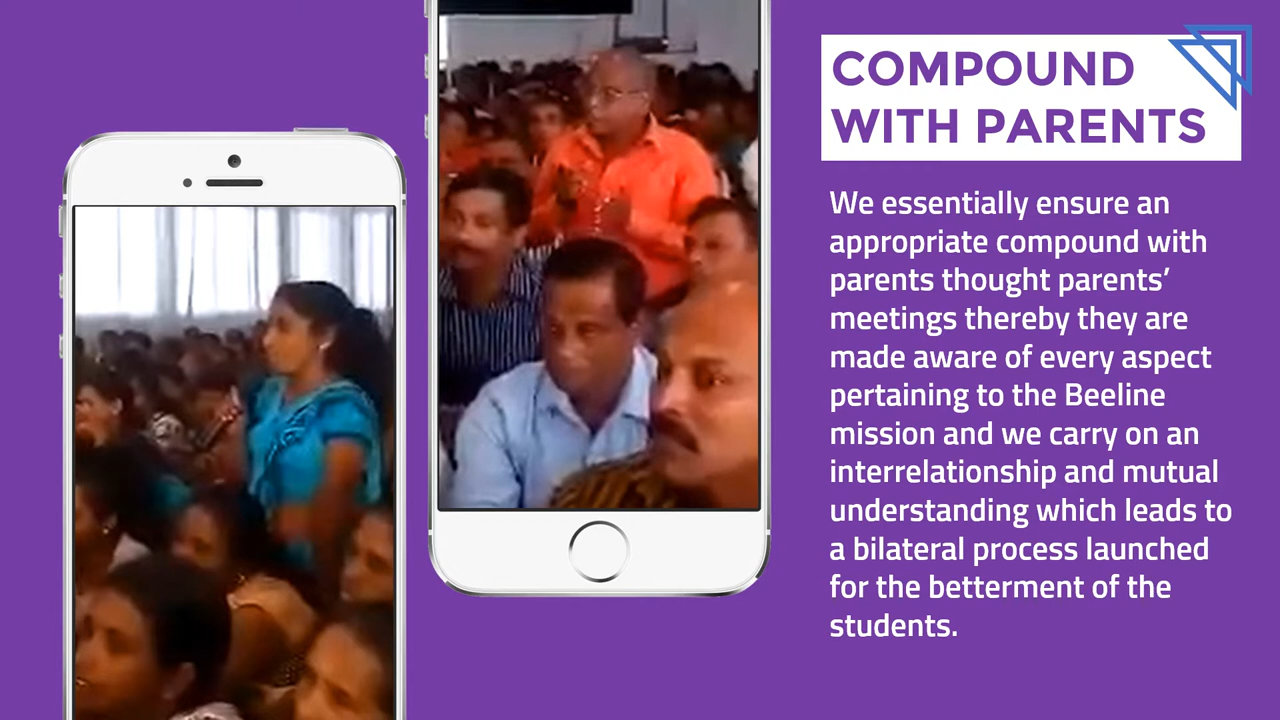 COMPOUND
WITH PARENTS
We essentially ensure an
appropriate compound with
parents thought parents’
meetings thereby they are
made aware of every aspect
pertaining to the Beeline
mission and we carry on an
interrelationship and mutual
understanding which leads to
a bilateral process launched
for the betterment of the
students.